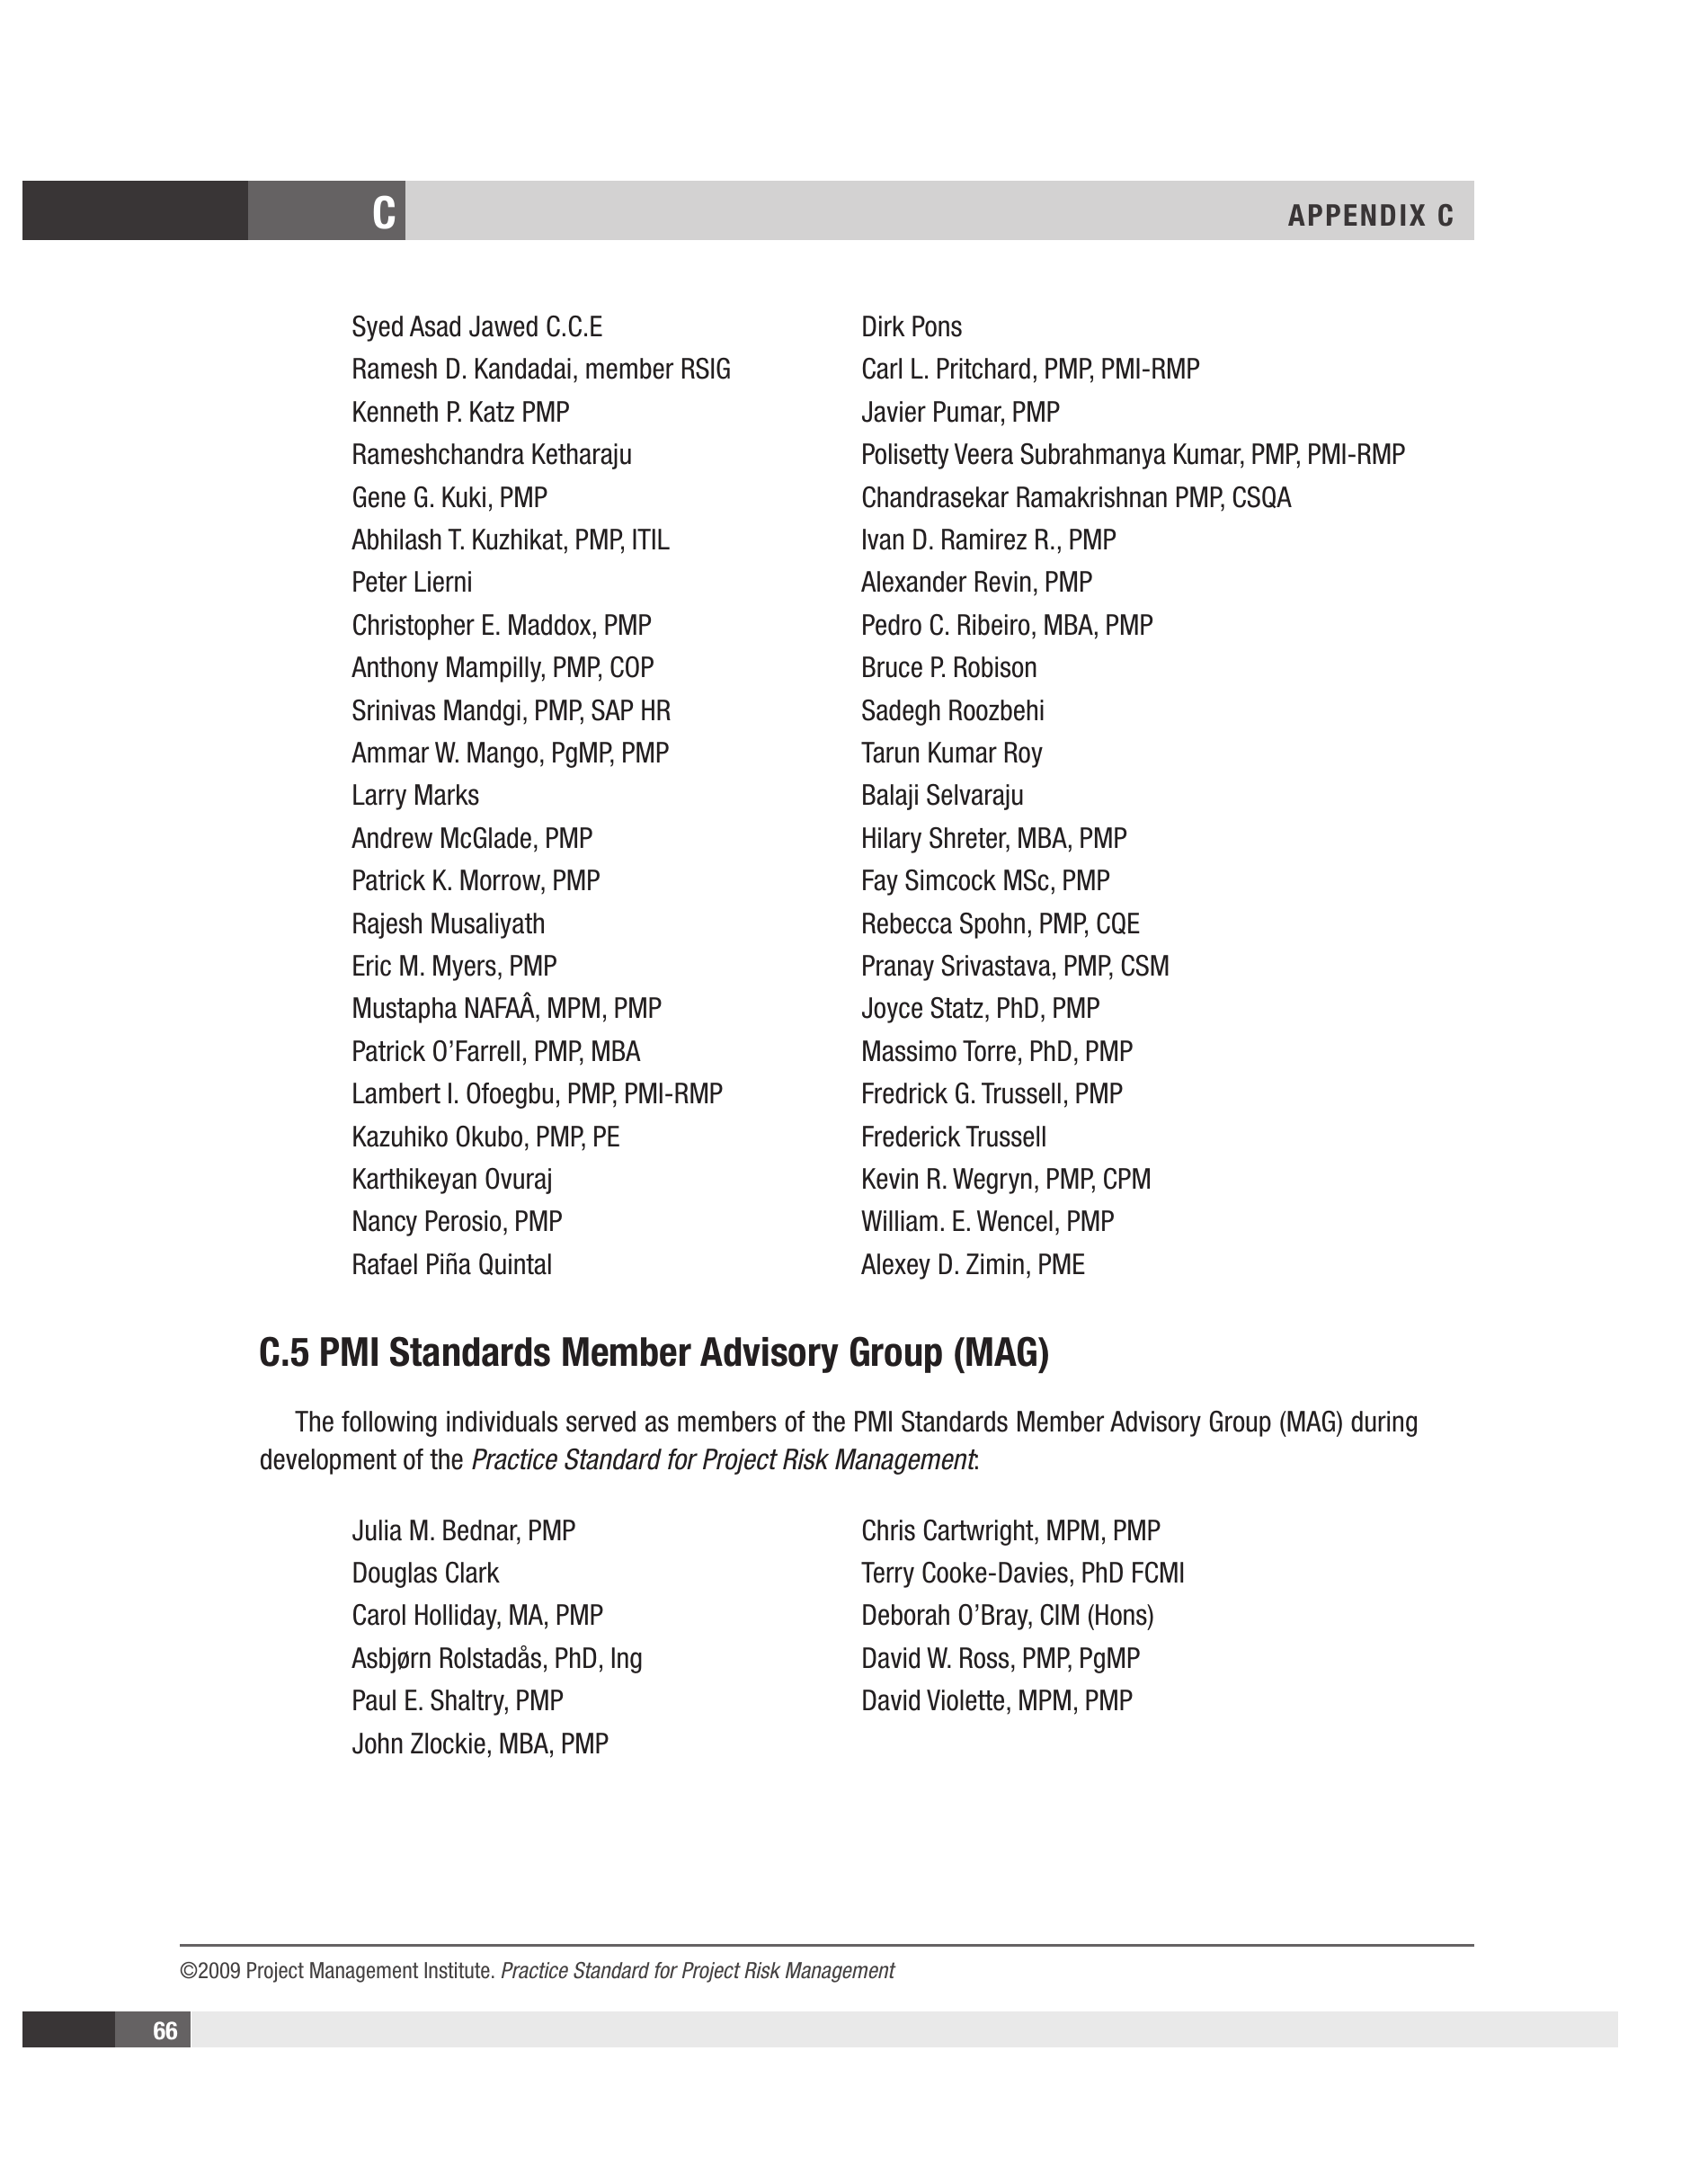 C
APPENDIX C
Syed Asad Jawed C.C.E
Ramesh D. Kandadai, member RSIG
Kenneth P. Katz PMP
Rameshchandra Ketharaju
Gene G. Kuki, PMP
Abhilash T. Kuzhikat, PMP, ITIL
Peter Lierni
Christopher E. Maddox, PMP
Anthony Mampilly, PMP, COP
Srinivas Mandgi, PMP, SAP HR
Ammar W. Mango, PgMP, PMP
Larry Marks
Andrew McGlade, PMP
Patrick K. Morrow, PMP
Rajesh Musaliyath
Eric M. Myers, PMP
Mustapha NAFAÂ, MPM, PMP
Patrick O’Farrell, PMP, MBA
Lambert I. Ofoegbu, PMP, PMI-RMP
Kazuhiko Okubo, PMP, PE
Karthikeyan Ovuraj
Nancy Perosio, PMP
Rafael Piña Quintal
Dirk Pons
Carl L. Pritchard, PMP, PMI-RMP
Javier Pumar, PMP
Polisetty Veera Subrahmanya Kumar, PMP, PMI-RMP
Chandrasekar Ramakrishnan PMP, CSQA
Ivan D. Ramirez R., PMP
Alexander Revin, PMP
Pedro C. Ribeiro, MBA, PMP
Bruce P. Robison
Sadegh Roozbehi
Tarun Kumar Roy
Balaji Selvaraju
Hilary Shreter, MBA, PMP
Fay Simcock MSc, PMP
Rebecca Spohn, PMP, CQE
Pranay Srivastava, PMP, CSM
Joyce Statz, PhD, PMP
Massimo Torre, PhD, PMP
Fredrick G. Trussell, PMP
Frederick Trussell
Kevin R. Wegryn, PMP, CPM
William. E. Wencel, PMP
Alexey D. Zimin, PME
C.5 PMI Standards Member Advisory Group (MAG)
The following individuals served as members of the PMI Standards Member Advisory Group (MAG) during
development of the Practice Standard for Project Risk Management:
Julia M. Bednar, PMP
Douglas Clark
Carol Holliday, MA, PMP
Asbjørn Rolstadås, PhD, Ing
Paul E. Shaltry, PMP
John Zlockie, MBA, PMP
Chris Cartwright, MPM, PMP
Terry Cooke-Davies, PhD FCMI
Deborah O’Bray, CIM (Hons)
David W. Ross, PMP, PgMP
David Violette, MPM, PMP
©2009 Project Management Institute. Practice Standard for Project Risk Management
66